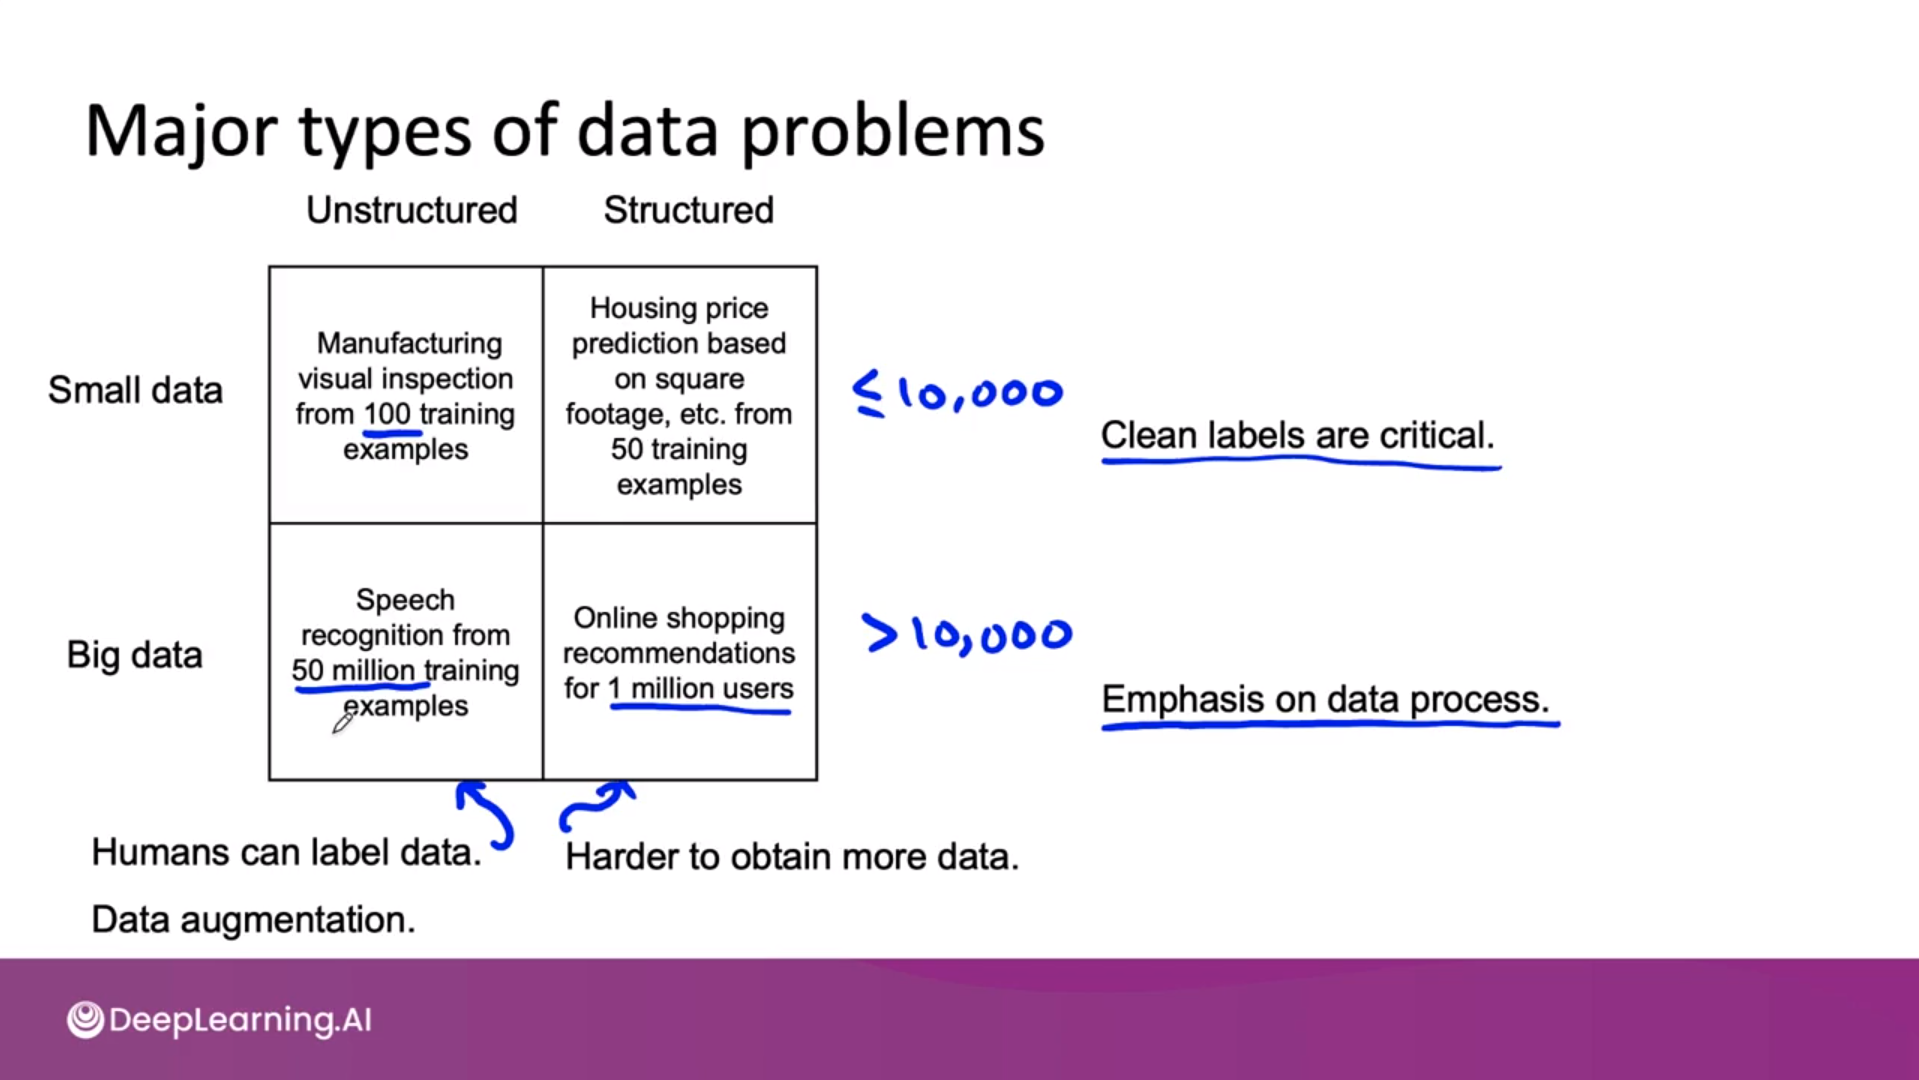 Major types of data problems
Unstructured
Structured
Small data
Manufacturing
visual inspection
from 100 training
examples
Housing price
prediction based
on square
footage, etc. from
50 training
examples
≤10,000
Clean labels are critical.
Big data
Speech
recognition from
50 million training
examples
Online shopping
recommendations
for 1 million users
>10,000
Emphasis on data process.
Humans can label data.
Harder to obtain more data.
Data augmentation.
DeepLearning.AI